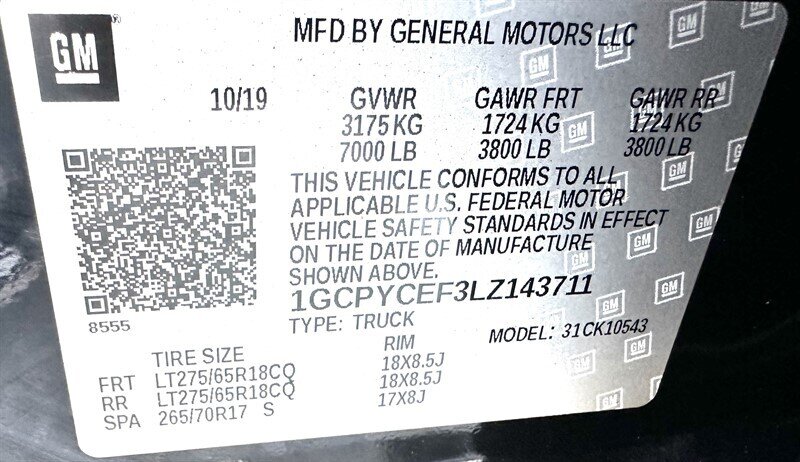 GM
MFD BY GENERAL MOTORS LLC
10/19 GVWR GAWR FRT GAWR RR
3175 KG 1724 KG 1724 KG
7000 LB 3800 LB 3800 LB
THIS VEHICLE CONFORMS TO ALL
APPLICABLE U.S. FEDERAL MOTOR
VEHICLE SAFETY STANDARDS IN EFFECT
ON THE DATE OF MANUFACTURE
SHOWN ABOVE.
1GCPYCEF3LZ143711
8555
TYPE: TRUCK MODEL: 31CK10543
TIRE SIZE RIM
FRT LT275/65R18CQ 18X8.5J
RR LT275/65R18CQ 18X8.5J
SPA 265/70R17 S 17X8J